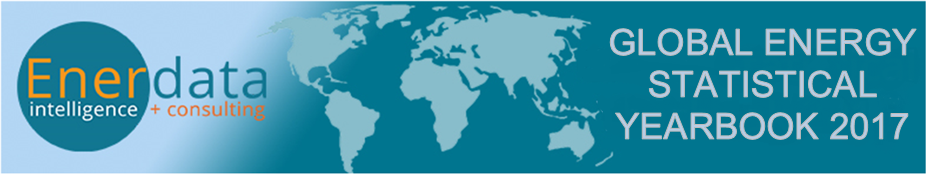 Enerdata
intelligence + consulting
GLOBAL ENERGY
STATISTICAL
YEARBOOK 2017